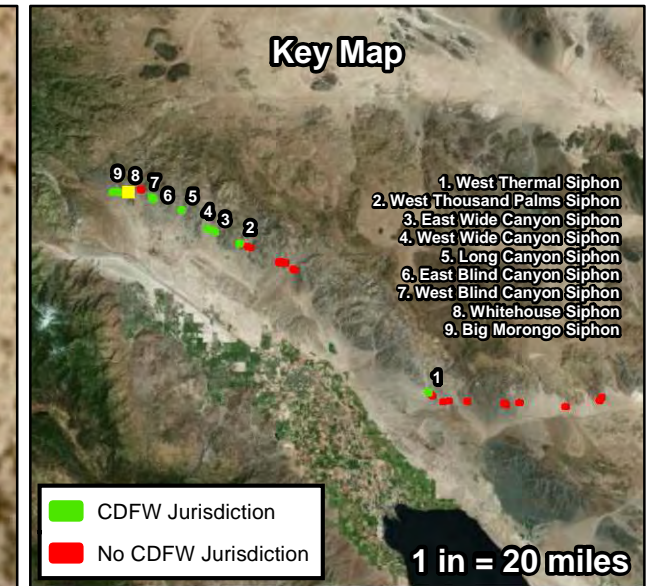 Key Map
9 8 7
6
5
4
3
2
1. West Thermal Siphon
2. West Thousand Palms Siphon
3. East Wide Canyon Siphon
4. West Wide Canyon Siphon
5. Long Canyon Siphon
6. East Blind Canyon Siphon
7. West Blind Canyon Siphon
8. Whitehouse Siphon
9. Big Morongo Siphon
1
CDFW Jurisdiction
No CDFW Jurisdiction
1 in = 20 miles